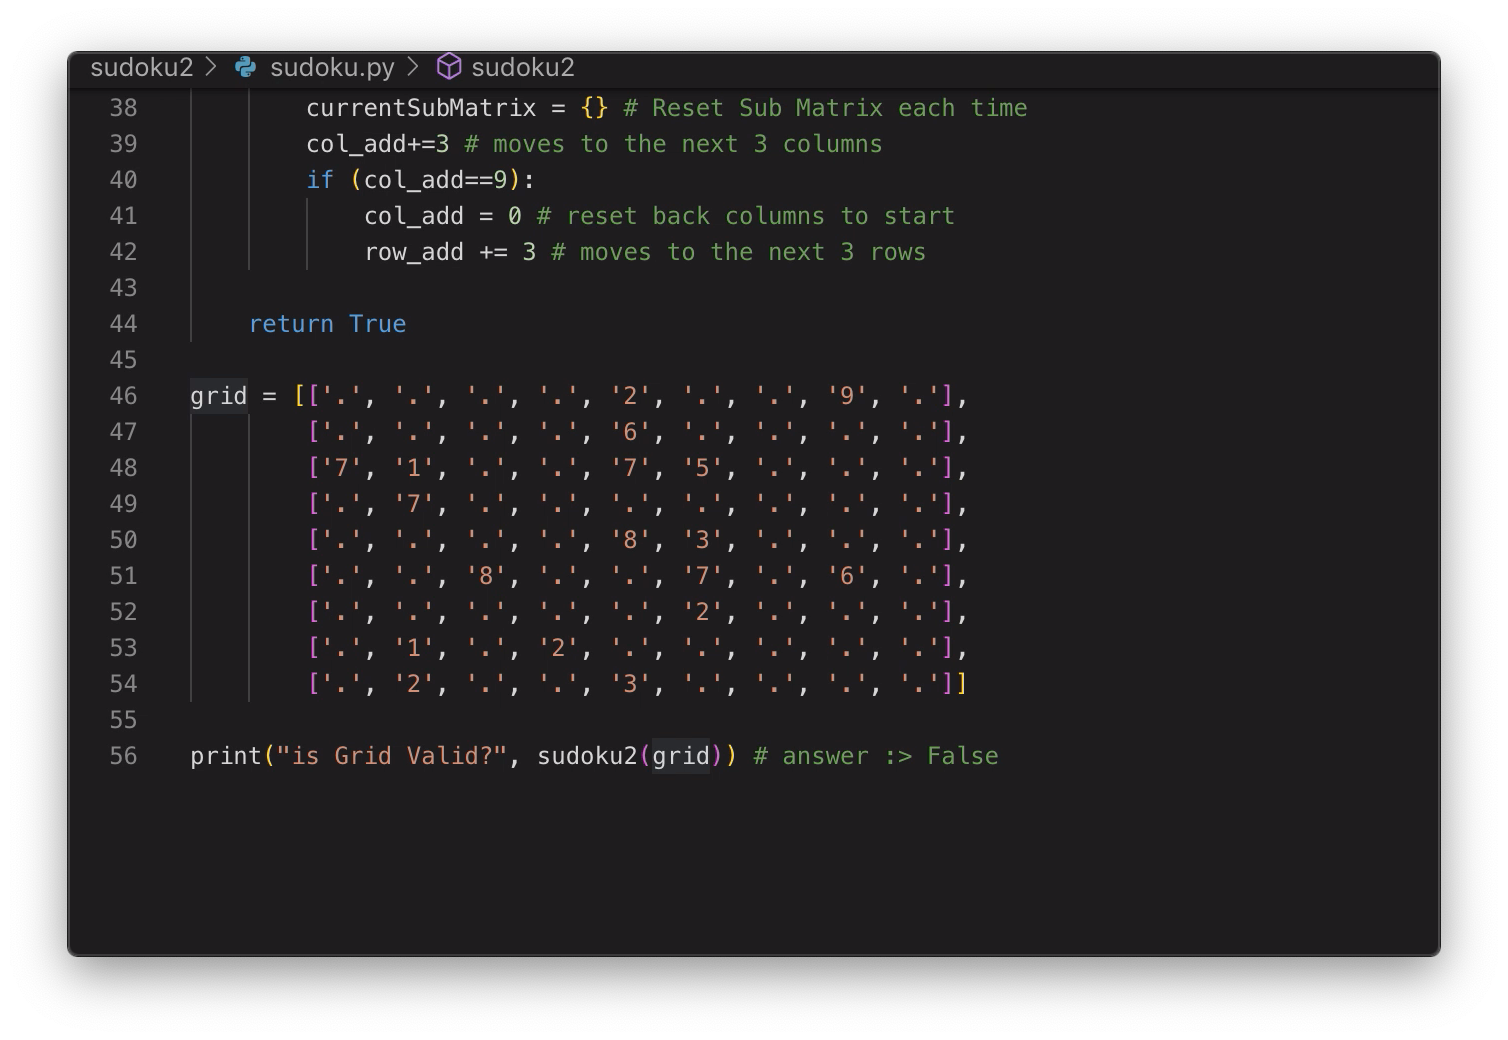 sudoku2 > sudoku.py > sudoku2
38 currentSubMatrix = {} # Reset Sub Matrix each time
39 col_add+=3 # moves to the next 3 columns
40 if (col_add==9):
41 col_add = 0 # reset back columns to start
42 row_add += 3 # moves to the next 3 rows
43
44 return True
45
46 grid = [['.', '.', '.', '.', '2', '.', '.', '9', '.'],
47 ['.', '.', '.', '.', '6', '.', '.', '.', '.'],
48 ['7', '1', '.', '.', '7', '5', '.', '.', '.'],
49 ['.', '7', '.', '.', '.', '.', '.', '.', '.'],
50 ['.', '.', '.', '.', '8', '3', '.', '.', '.'],
51 ['.', '.', '8', '.', '.', '7', '.', '6', '.'],
52 ['.', '.', '.', '.', '.', '2', '.', '.', '.'],
53 ['.', '1', '.', '2', '.', '.', '.', '.', '.'],
54 ['.', '2', '.', '.', '3', '.', '.', '.', '.']]
55
56 print("is Grid Valid?", sudoku2(grid)) # answer :> False